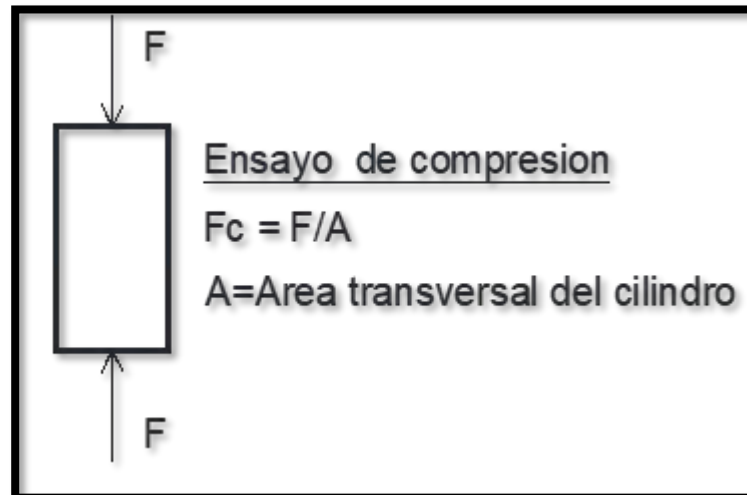 F
Ensayo de compresion
Fc = F/A
A=Area transversal del cilindro
F